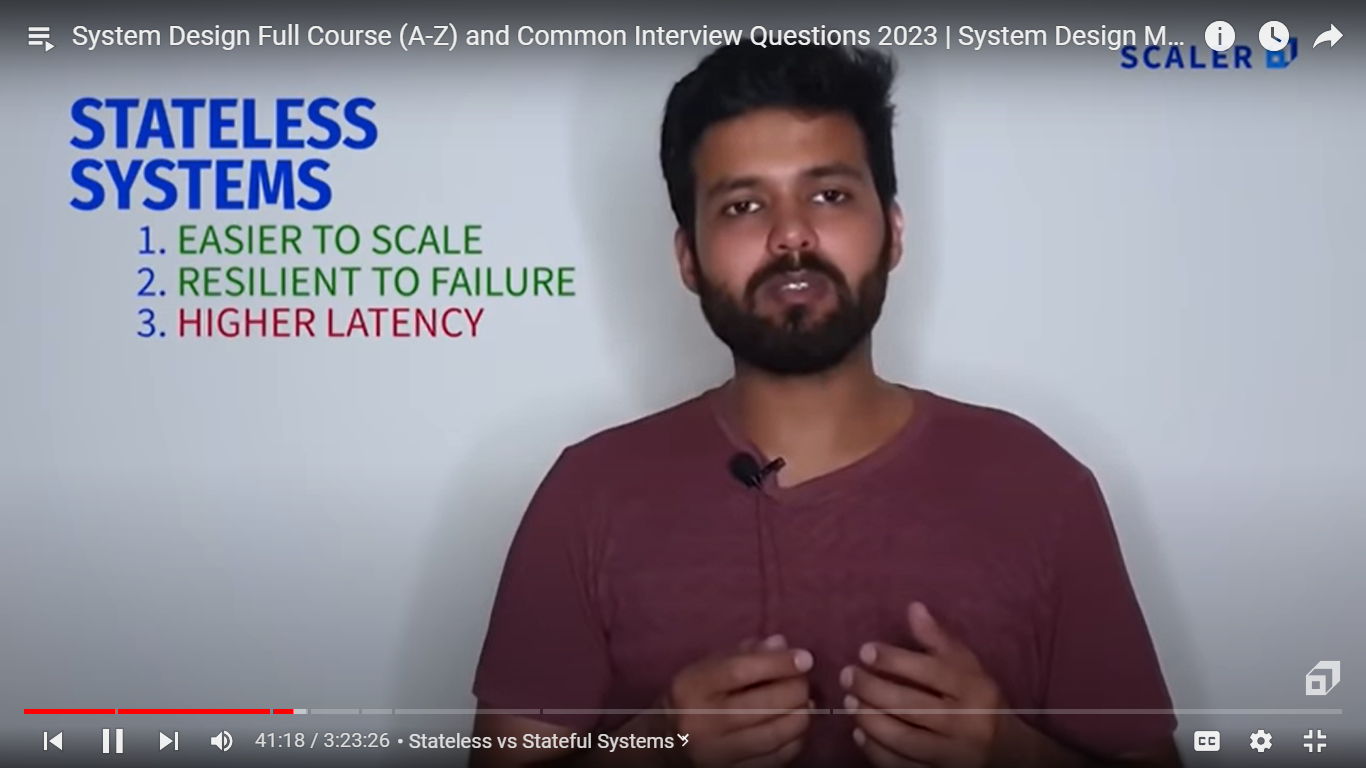 System Design Full Course (A-Z) and Common Interview Questions 2023 | System Design M...
SCALER
STATELESS
SYSTEMS
1. EASIER TO SCALE
2. RESILIENT TO FAILURE
3. HIGHER LATENCY
41:18 / 3:23:26 • Stateless vs Stateful Systems
CC